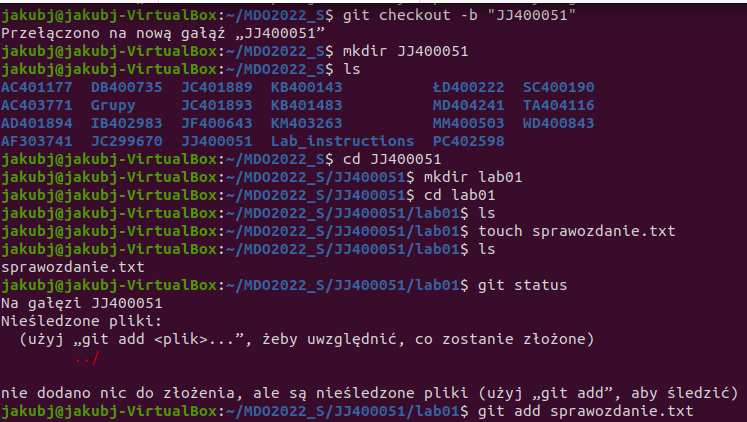 jakubj@jakubj-VirtualBox:~/MDO2022_S$ git checkout -b "JJ400051"
Przełączono na nową gałąź „JJ400051”
jakubj@jakubj-VirtualBox:~/MDO2022_S$ mkdir JJ400051
jakubj@jakubj-VirtualBox:~/MDO2022_S$ ls
AC401177 DB400735 JC401889 KB400143 ŁD400222 SC400190
AC403771 Grupy JC401893 KB401483 MD404241 TA404116
AD401894 IB402983 JF400643 KM403263 MM400503 WD400843
AF303741 JC299670 JJ400051 Lab_instructions PC402598
jakubj@jakubj-VirtualBox:~/MDO2022_S$ cd JJ400051
jakubj@jakubj-VirtualBox:~/MDO2022_S/JJ400051$ mkdir lab01
jakubj@jakubj-VirtualBox:~/MDO2022_S/JJ400051$ cd lab01
jakubj@jakubj-VirtualBox:~/MDO2022_S/JJ400051/lab01$ ls
jakubj@jakubj-VirtualBox:~/MDO2022_S/JJ400051/lab01$ touch sprawozdanie.txt
jakubj@jakubj-VirtualBox:~/MDO2022_S/JJ400051/lab01$ ls
sprawozdanie.txt
jakubj@jakubj-VirtualBox:~/MDO2022_S/JJ400051/lab01$ git status
Na gałęzi JJ400051
Nieśledzone pliki:
(użyj „git add <plik>...”, żeby uwzględnić, co zostanie złożone)
../
nie dodano nic do złożenia, ale są nieśledzone pliki (użyj „git add”, aby śledzić)
jakubj@jakubj-VirtualBox:~/MDO2022_S/JJ400051/lab01$ git add sprawozdanie.txt